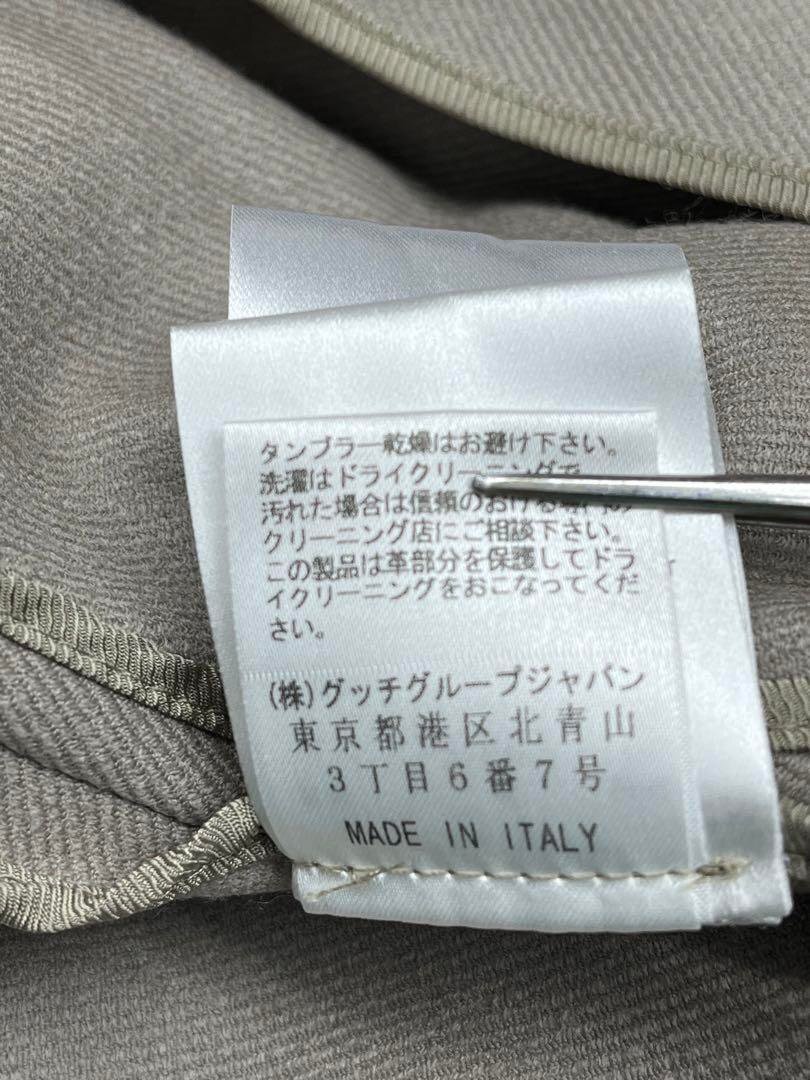 タンブラー乾燥はお避け下さい。
洗濯はドライクリーニングで、
汚れた場合は信頼のおける
クリーニング店にご相談下さい。
この製品は革部分を保護してドラ
イクリーニングをおこなってくだ
さい。
(株)グッチグループジャパン
東京都港区北青山
3丁目6番7号
MADE IN ITALY